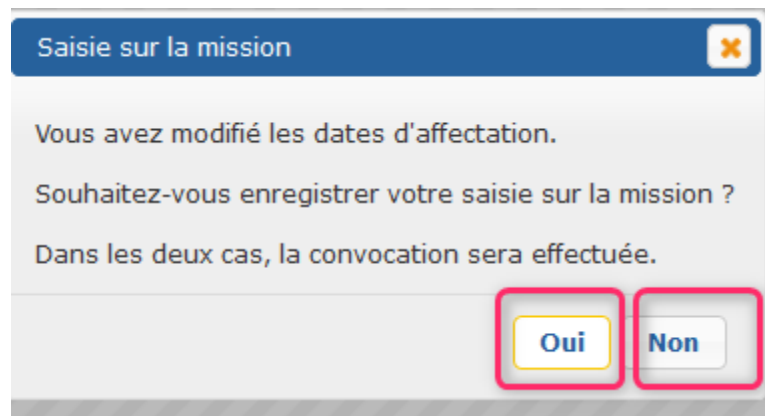 Saisie sur la mission
Vous avez modifié les dates d'affectation.
Souhaitez-vous enregistrer votre saisie sur la mission ?
Dans les deux cas, la convocation sera effectuée.
Oui Non